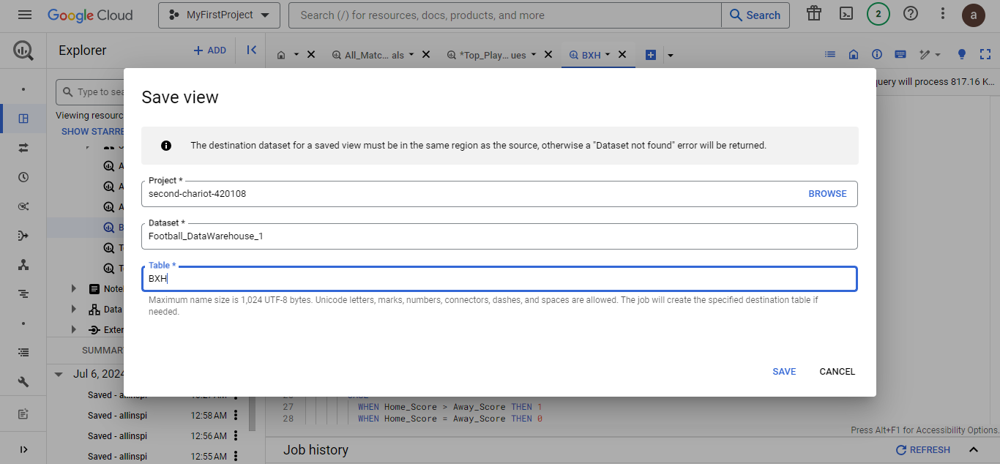 Google Cloud
MyFirstProject
Search (/) for resources, docs, products, and more
Search
2
a
Explorer
+ ADD
All_Matc... als
*Top_Play... ues
BXH
Type to sea
query will process 817.16 K...
Viewing resourc
SHOW STARRE
Save view
The destination dataset for a saved view must be in the same region as the source, otherwise a "Dataset not found" error will be returned.
Project *
second-chariot-420108
BROWSE
Dataset *
Football_DataWarehouse_1
Table *
BXH
Maximum name size is 1,024 UTF-8 bytes. Unicode letters, marks, numbers, connectors, dashes, and spaces are allowed. The job will create the specified destination table if
needed.
SAVE
CANCEL
A
A
A
B
T
T
Note
Data
Exter
SUMMAR
Jul 6, 2024
Saved - allinspi
Saved - allinspi 12:58 AM
Saved - allinspi 12:56 AM
Saved - allinspi 12:55 AM
27 WHEN Home_Score > Away_Score THEN 1
28 WHEN Home_Score = Away_Score THEN 0
Press Alt+F1 for Accessibility Options.
Job history
REFRESH